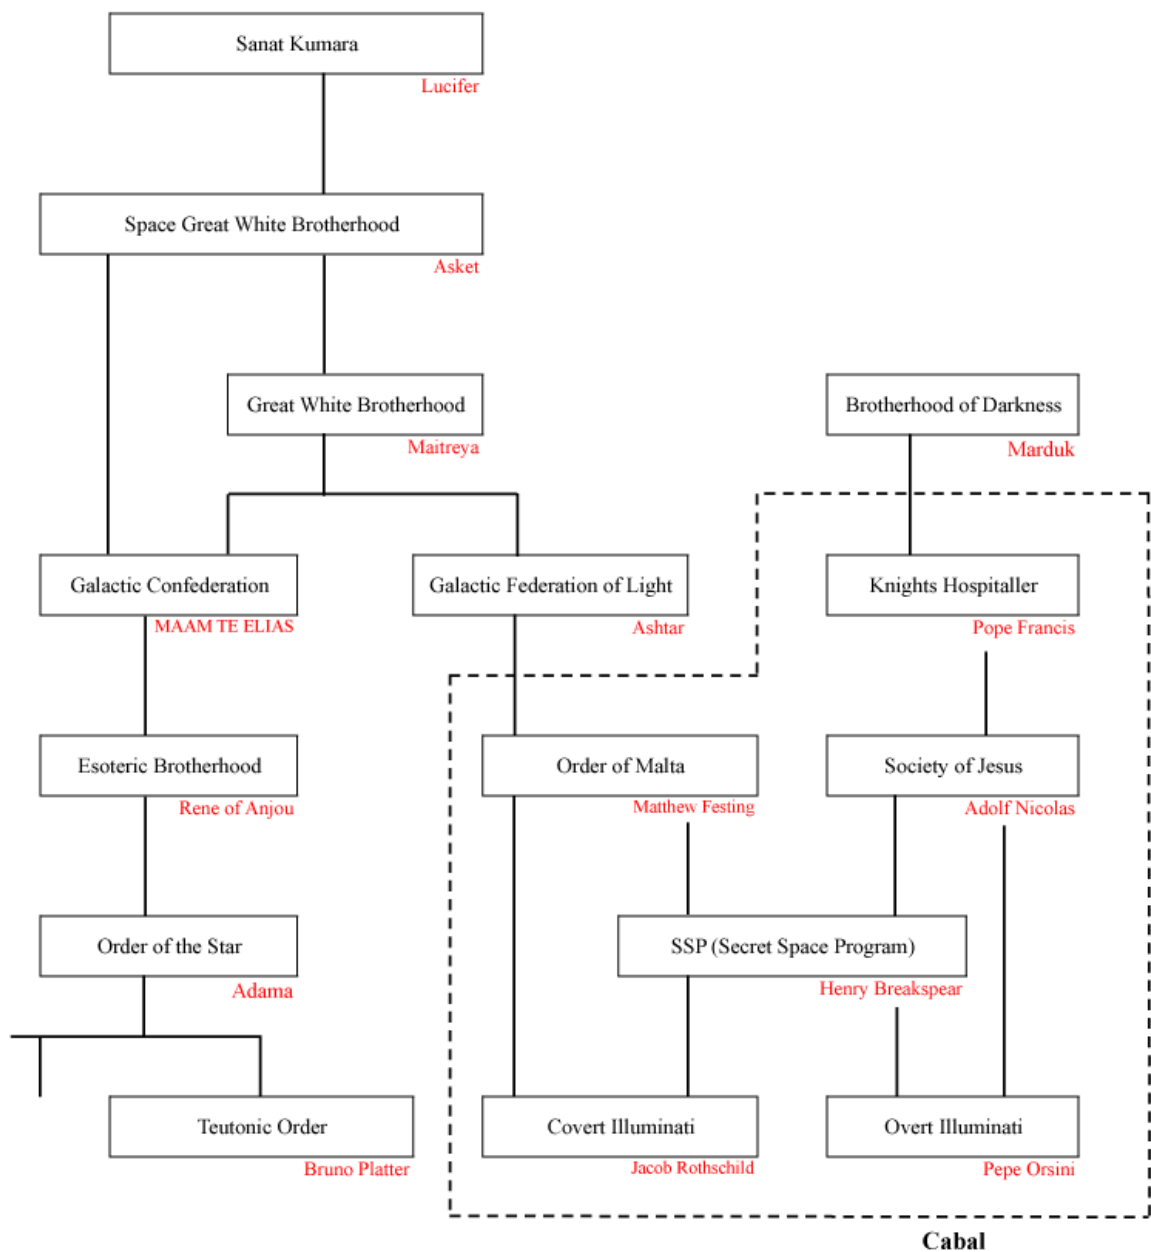 Sanat Kumara
Lucifer
Space Great White Brotherhood
Asket
Great White Brotherhood
Maitreya
Brotherhood of Darkness
Marduk
Galactic Confederation
MAAM TE ELIAS
Galactic Federation of Light
Ashtar
Knights Hospitaller
Pope Francis
Esoteric Brotherhood
Rene of Anjou
Order of Malta
Matthew Festing
Society of Jesus
Adolf Nicolas
Order of the Star
Adama
SSP (Secret Space Program)
Henry Breakspear
Teutonic Order
Bruno Platter
Covert Illuminati
Jacob Rothschild
Overt Illuminati
Pepe Orsini
Cabal